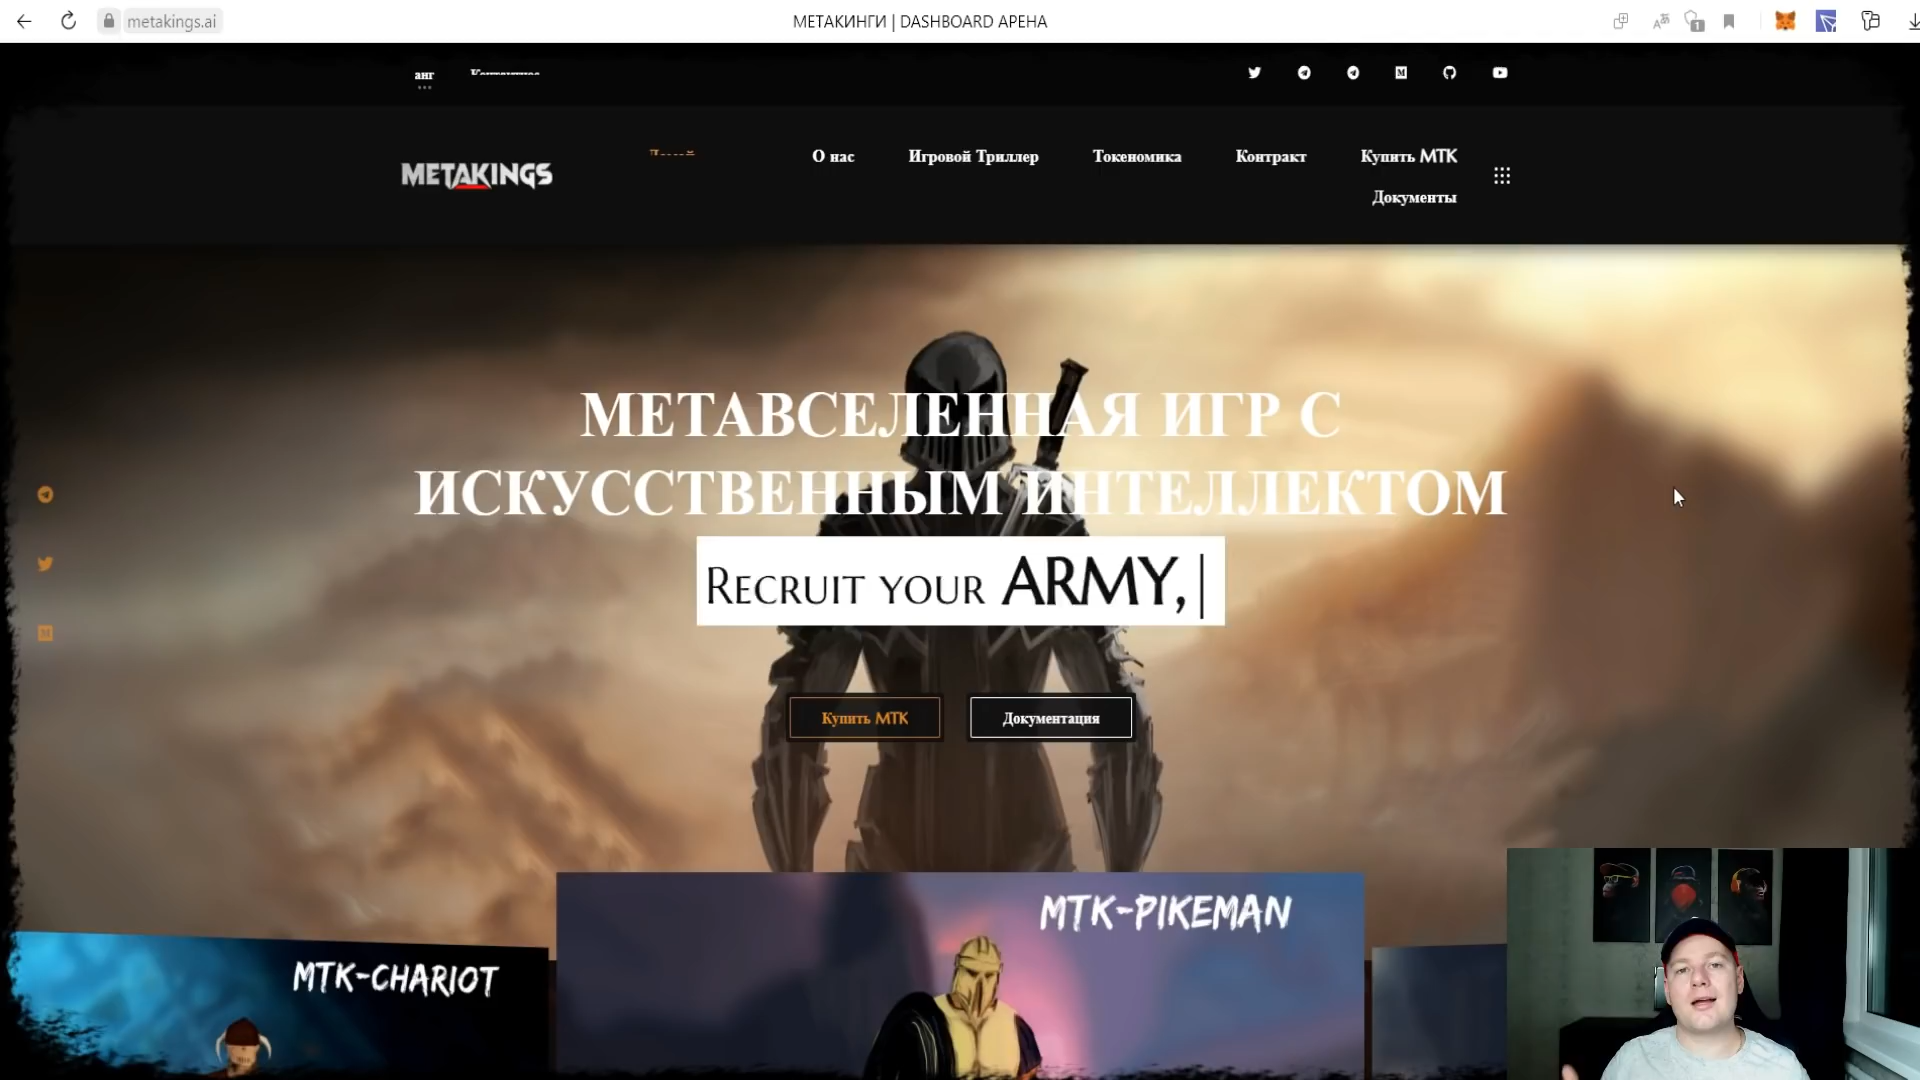 metakings.ai
МЕТАКИНГИ | DASHBOARD АРЕНА
1
анг
METAKINGS
О нас
Игровой Триллер
Токеномика
Контракт
Купить MTK
Документы
МЕТАВСЕЛЕННАЯ ИГР С
ИСКУССТВЕННЫМ ИНТЕЛЛЕКТОМ
RECRUIT YOUR ARMY,
Купить MTK
Документация
MTK-PIKEMAN
MTK-CHARIOT